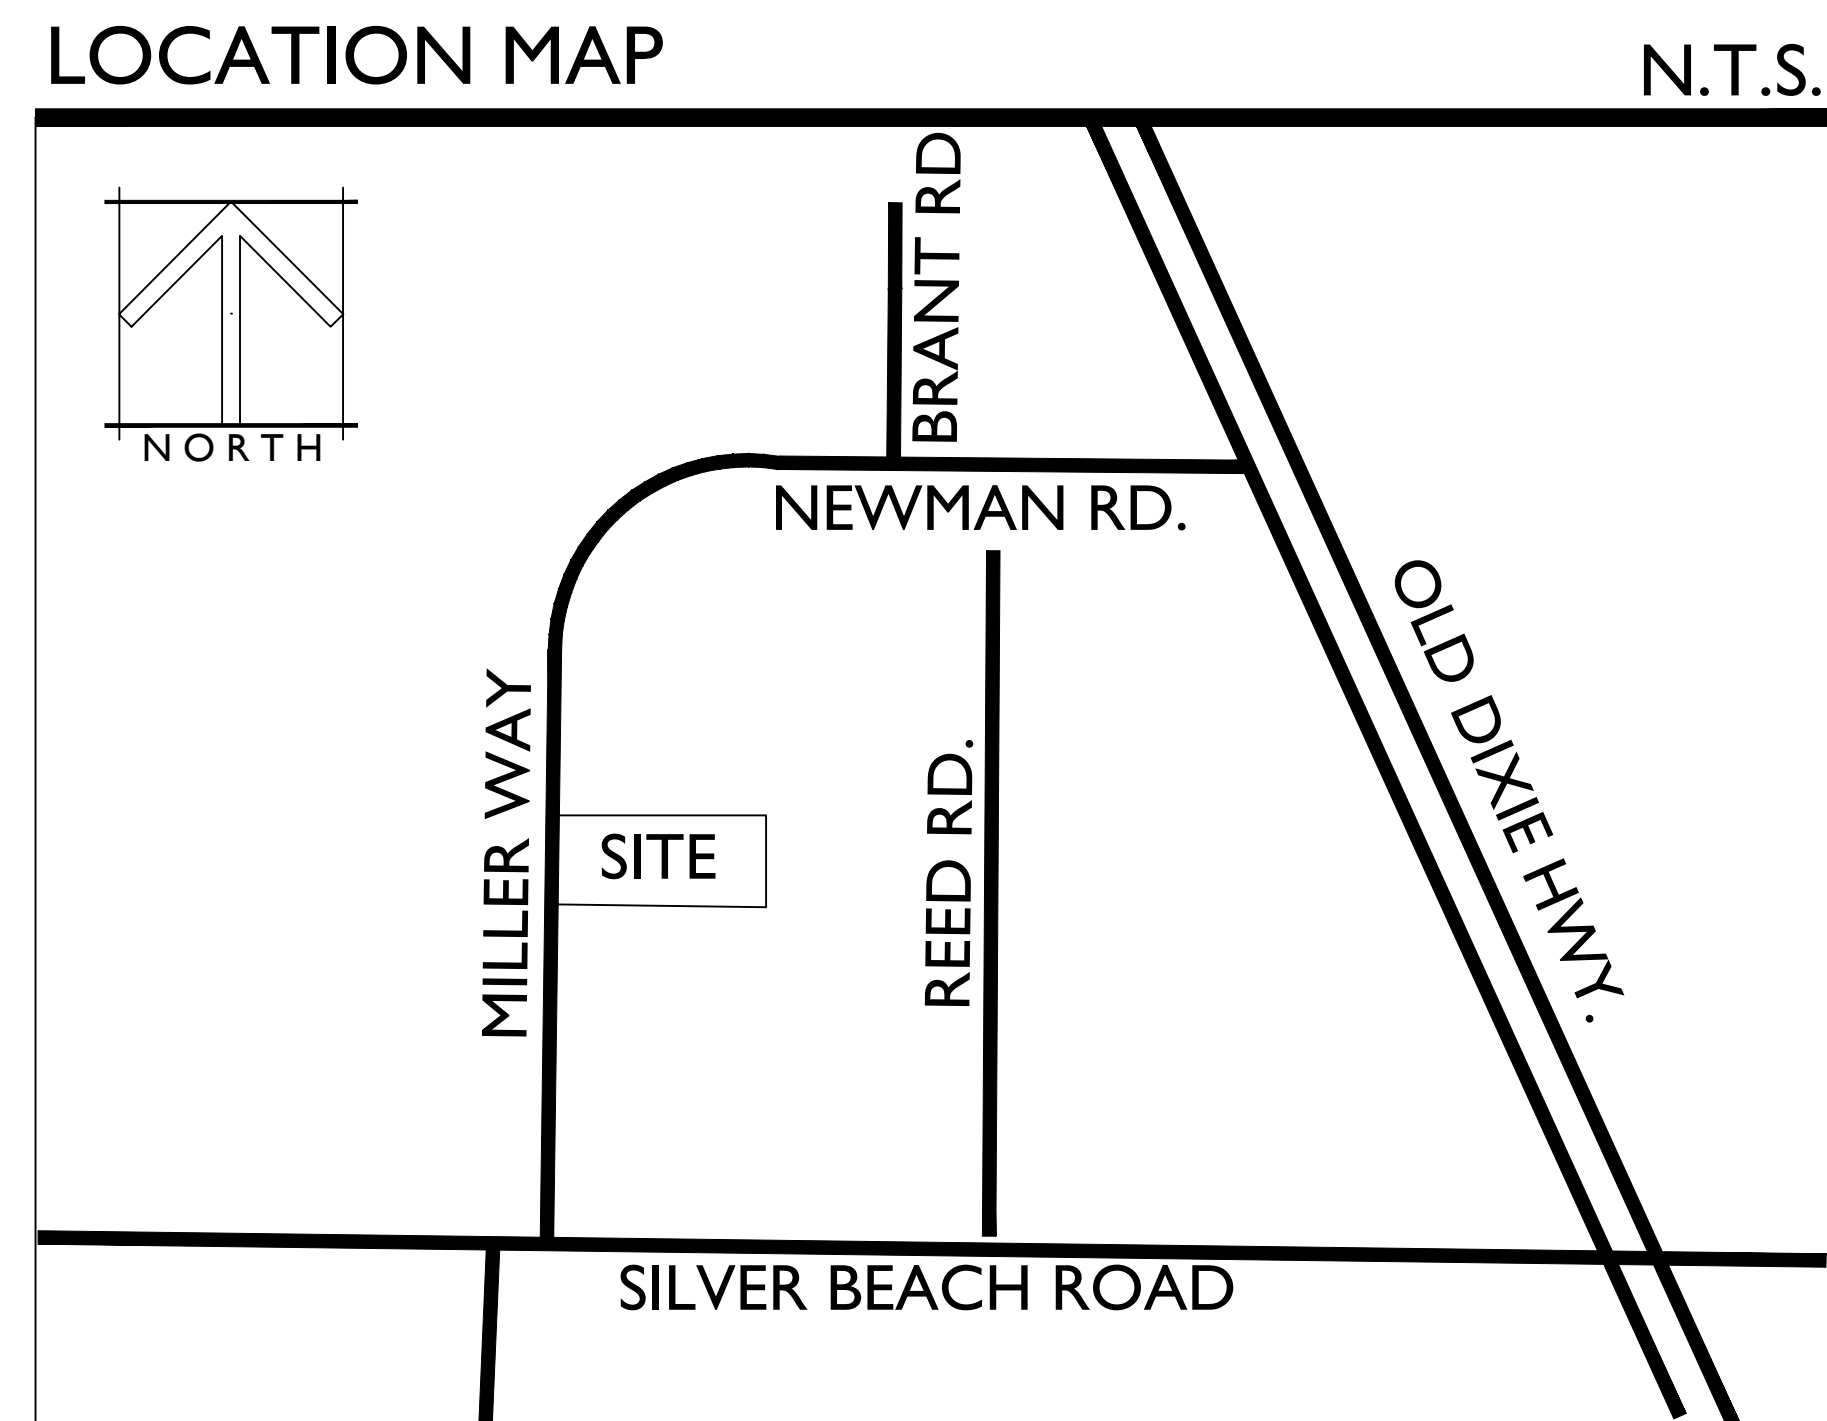 LOCATION MAP
N.T.S.
NORTH
BRANT RD
NEWMAN RD.
OLD DIXIE HWY.
MILLER WAY
SITE
REED RD.
SILVER BEACH ROAD